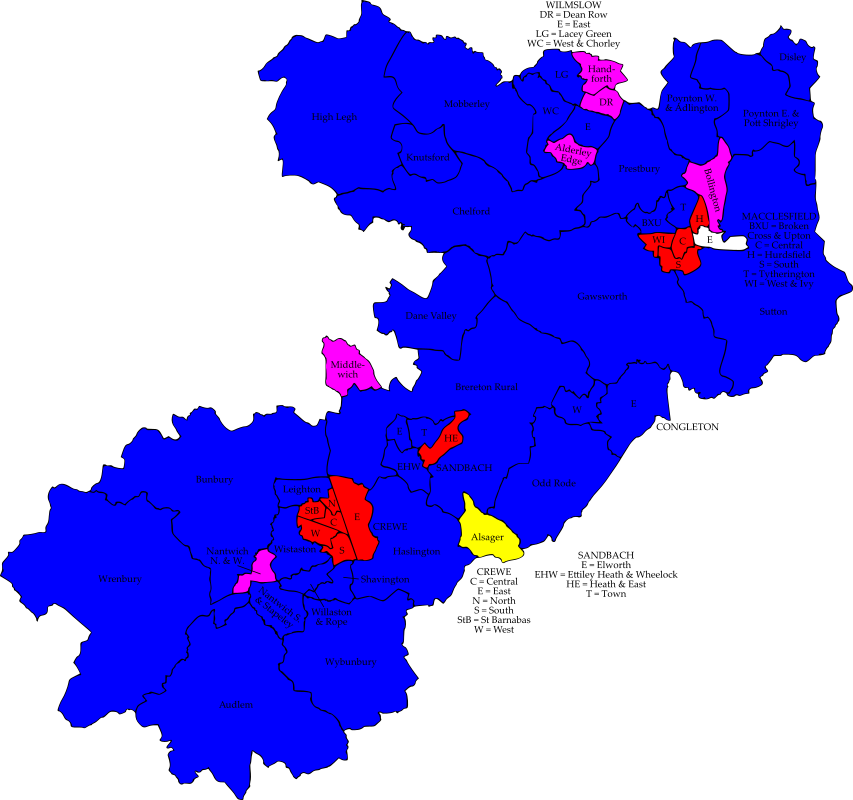 WILMSLOW
DR = Dean Row
E = East
LG = Lacey Green
WC = West & Chorley
Disley
LG
Hand-
forth
DR
Poynton W.
& Adlington
Poynton E. &
Pott Shrigley
High Legh
Mobberley
WC
E
Knutsford
Alderley
Edge
Prestbury
Bollington
Chelford
T
H
BXU
WI
C
E
S
MACCLESFIELD
BXU = Broken
Cross & Upton
C = Central
H = Hurdsfield
S = South
T = Tytherington
WI = West & Ivy
Gawsworth
Sutton
Dane Valley
Middle-
wich
Brereton Rural
W
E
CONGLETON
E
T
HE
EHW
SANDBACH
Odd Rode
Bunbury
Leighton
N
StB
C
E
W
S
CREWE
Alsager
Haslington
Wistaston
Nantwich
N. & W.
Wrenbury
Shavington
Nantwich S.
& Stapeley
Willaston
& Rope
Wybunbury
Audlem
CREWE
C = Central
E = East
N = North
S = South
StB = St Barnabas
W = West
SANDBACH
E = Elworth
EHW = Ettiley Heath & Wheelock
HE = Heath & East
T = Town